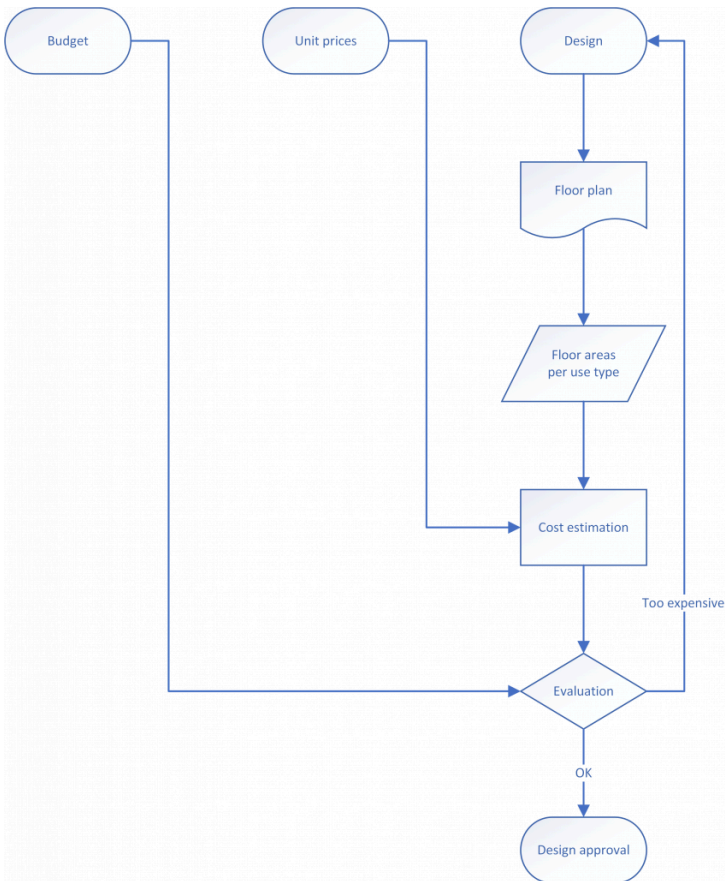 Budget
Unit prices
Design
Floor plan
Floor areas
per use type
Cost estimation
Too expensive
Evaluation
OK
Design approval